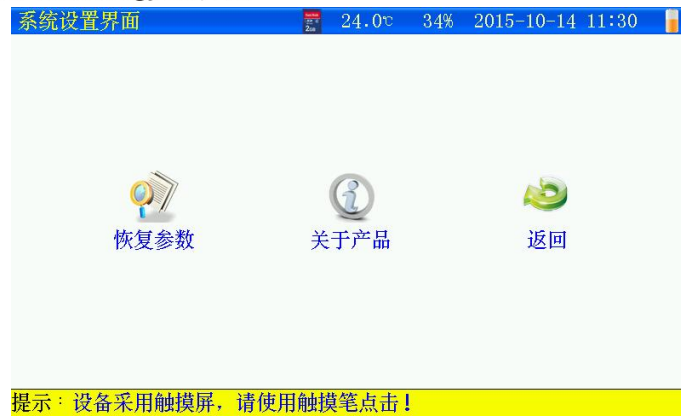 系统设置界面 24.0℃ 34% 2015-10-14 11:30
恢复参数 关于产品 返回
提示：设备采用触摸屏，请使用触摸笔点击！